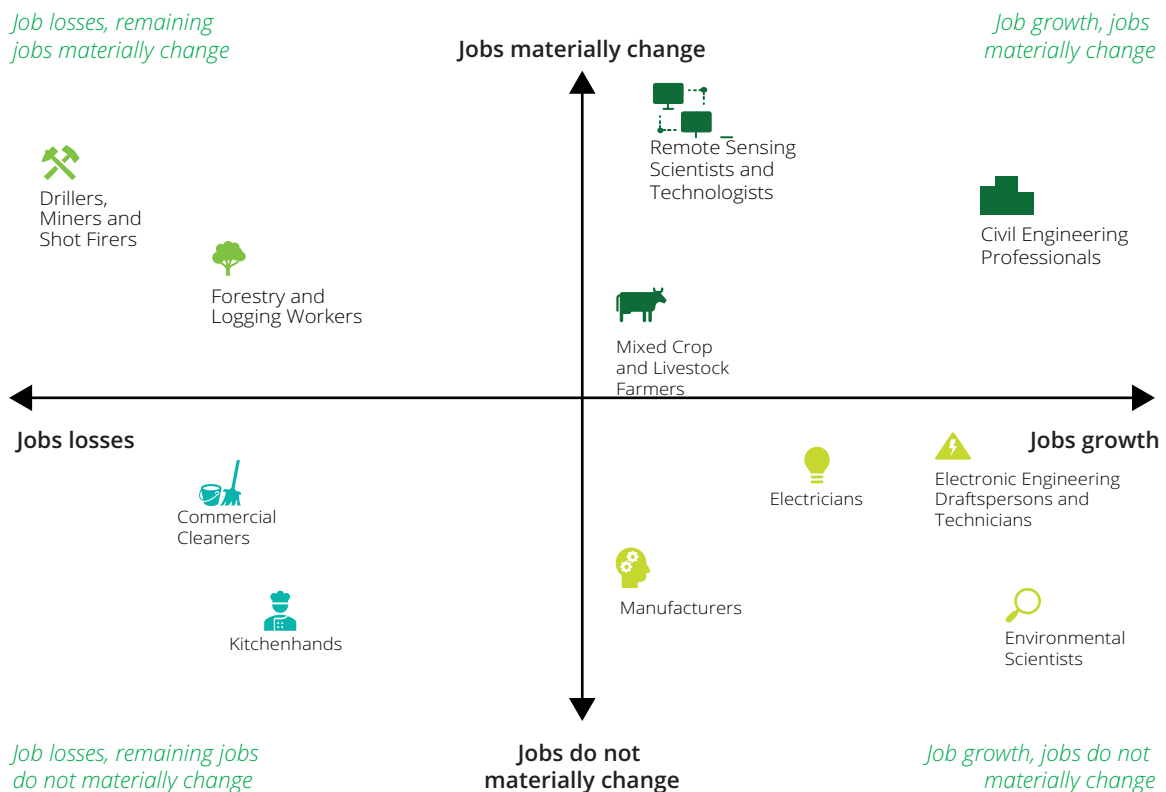 Job losses, remaining
jobs materially change
Jobs materially change
Job growth, jobs
materially change
Drillers,
Miners and
Shot Firers
Forestry and
Logging Workers
Remote Sensing
Scientists and
Technologists
Civil Engineering
Professionals
Mixed Crop
and Livestock
Farmers
Jobs losses
Jobs growth
Commercial
Cleaners
Kitchenhands
Electricians
Electronic Engineering
Draftspersons and
Technicians
Manufacturers
Environmental
Scientists
Job losses, remaining jobs
do not materially change
Jobs do not
materially change
Job growth, jobs do not
materially change